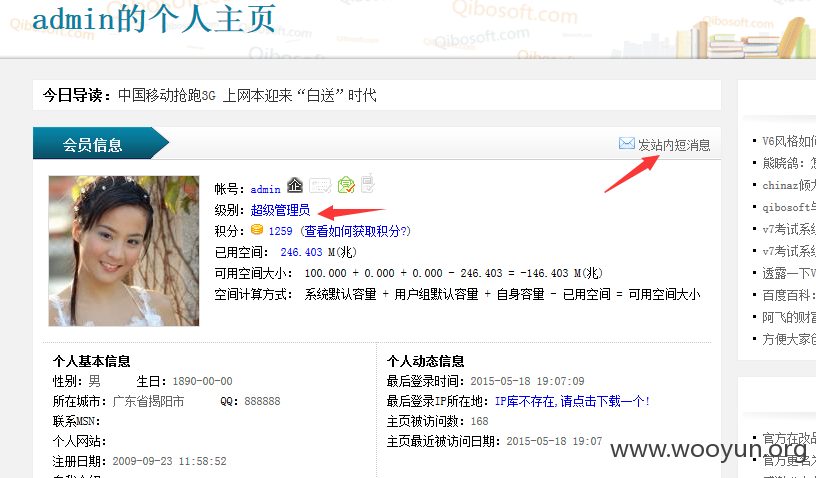 admin的个人主页
Qibosoft.com
Qibosoft.com
今日导读：中国移动抢跑3G 上网本迎来“白送”时代
会员信息
发站内短消息
帐号：admin
级别：超级管理员
积分：1259 (查看如何获取积分?)
已用空间： 246.403 M(兆)
可用空间大小： 100.000 + 0.000 + 0.000 - 246.403 = -146.403 M(兆)
空间计算方式： 系统默认容量 + 用户组默认容量 + 自身容量 - 已用空间 = 可用空间大小
个人基本信息
性别：男 生日：1890-00-00
所在城市：广东省揭阳市 QQ：888888
联系MSN：
个人网站：
注册日期：2009-09-23 11:58:52
个人动态信息
最后登录时间：2015-05-18 19:07:09
最后登录IP所在地：IP库不存在,请点击下载一个!
主页被访问数：168
主页最近被访问日期：2015-05-18 19:07
V6风格如何
熊晓鸽：
chinaz倾
qibosoft
v7考试系统
v7考试系统
透露一下V
百度百科：
阿飞的财富
方便大家
官方在改
官方更名为
www.wooyun.org